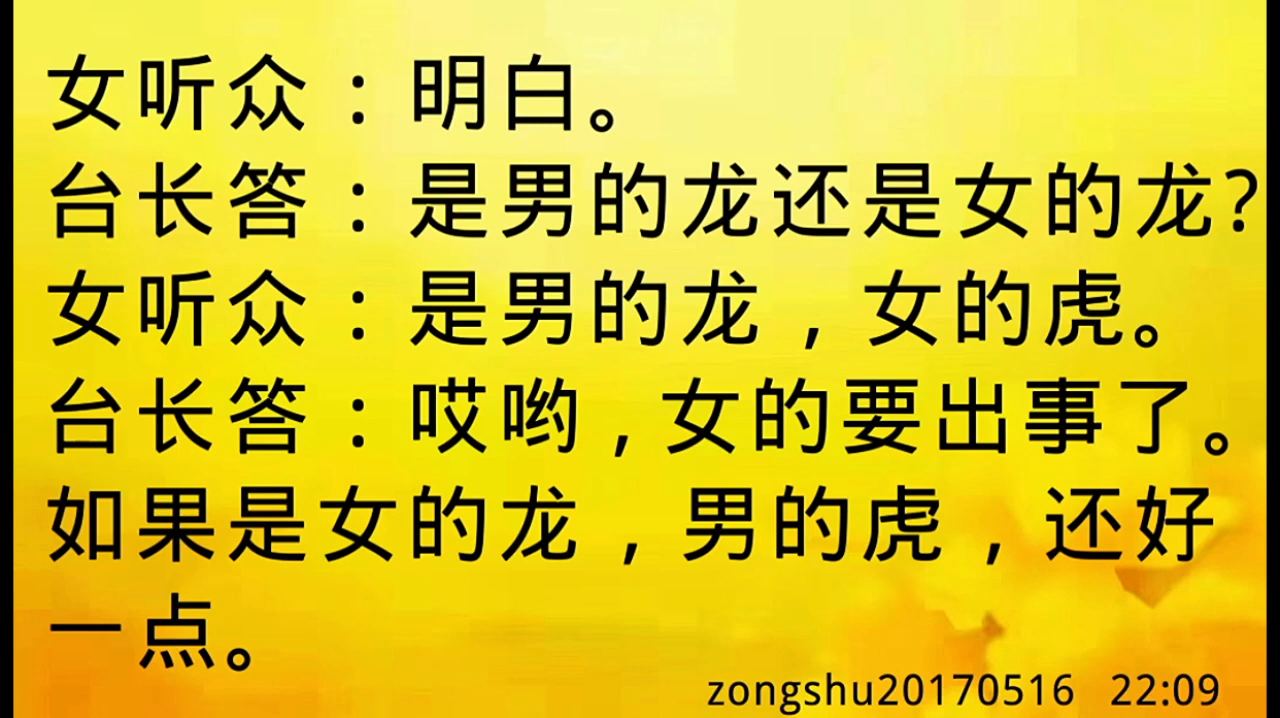 女听众：明白。
台长答：是男的龙还是女的龙?
女听众：是男的龙，女的虎。
台长答：哎哟，女的要出事了。
如果是女的龙，男的虎，还好
一点。
zongshu20170516 22:09